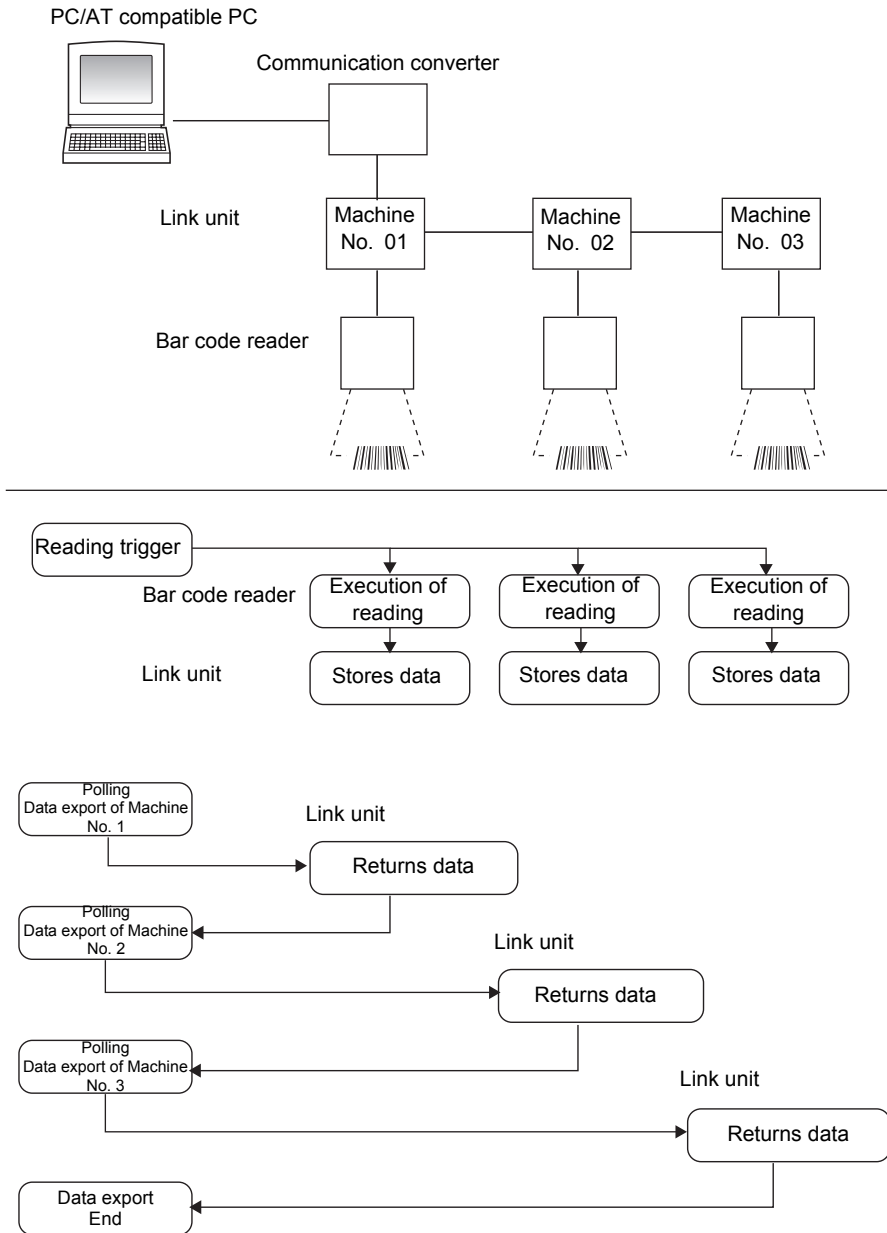 PC/AT compatible PC
Communication converter
Link unit
Machine
No. 01
Machine
No. 02
Machine
No. 03
Bar code reader
Reading trigger
Bar code reader
Execution of
reading
Execution of
reading
Execution of
reading
Link unit
Stores data
Stores data
Stores data
Polling
Data export of Machine
No. 1
Link unit
Returns data
Polling
Data export of Machine
No. 2
Link unit
Returns data
Polling
Data export of Machine
No. 3
Link unit
Returns data
Data export
End